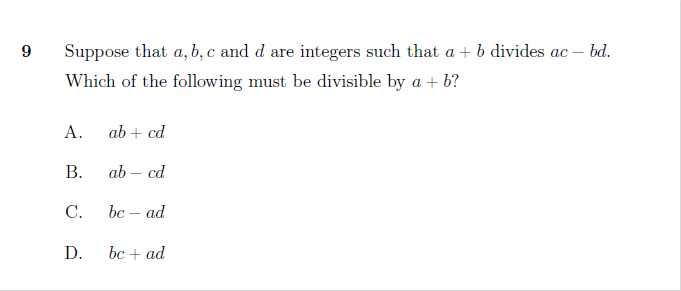 9 Suppose that a, b, c and d are integers such that a + b divides ac − bd.
Which of the following must be divisible by a + b?
A. ab + cd
B. ab − cd
C. bc − ad
D. bc + ad